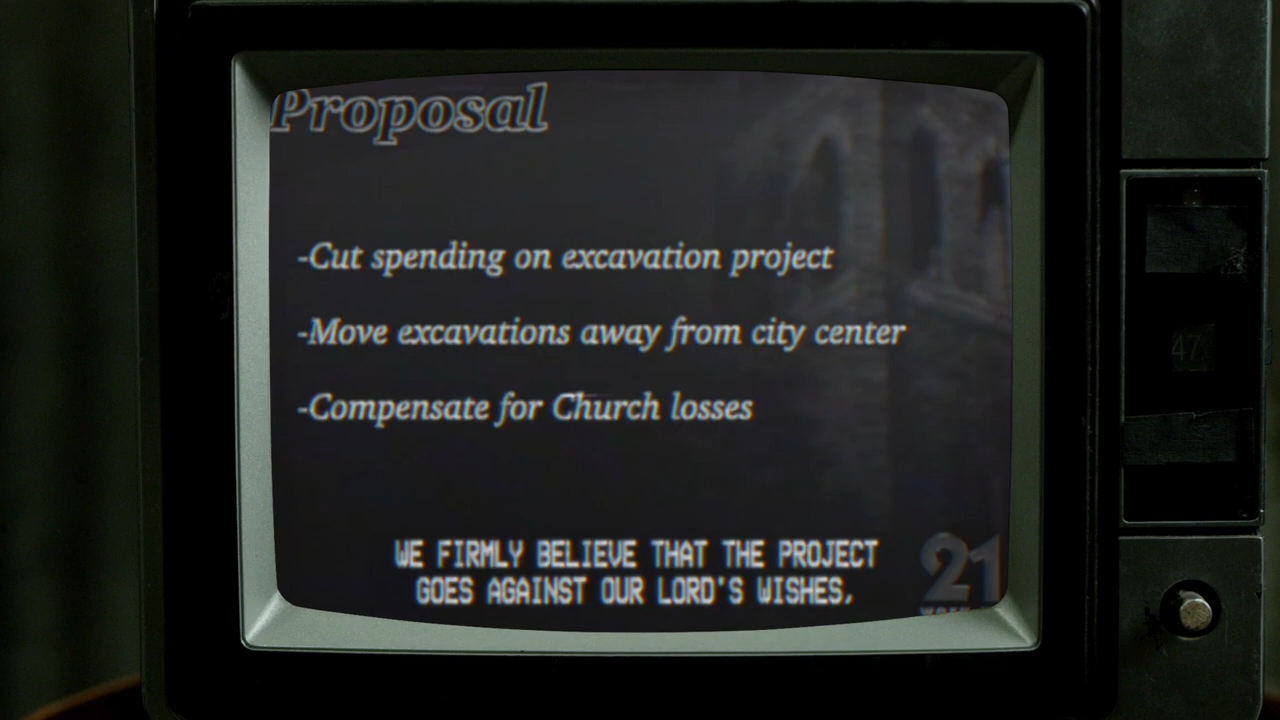 Proposal
-Cut spending on excavation project
-Move excavations away from city center
-Compensate for Church losses
WE FIRMLY BELIEVE THAT THE PROJECT
GOES AGAINST OUR LORD'S WISHES,
21
47